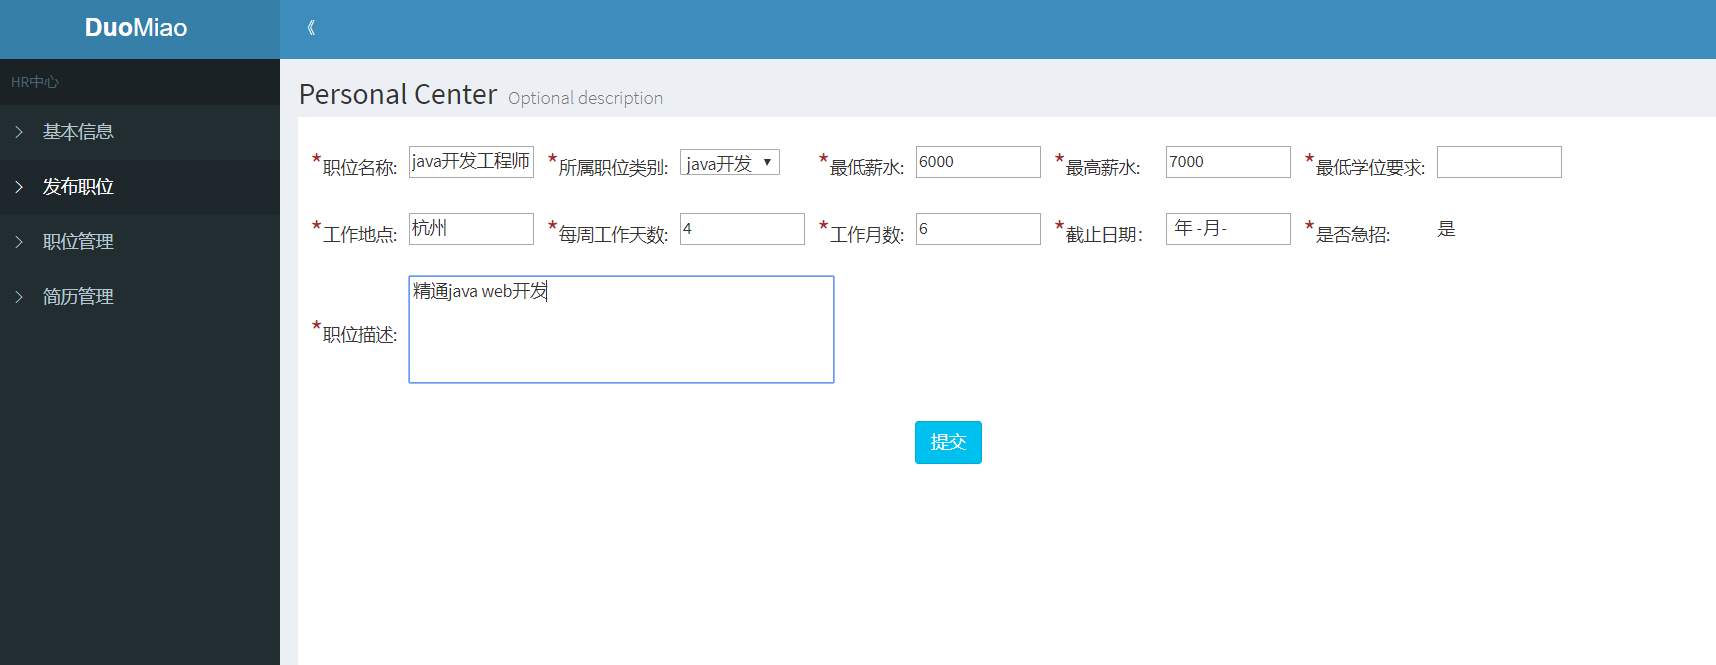 DuoMiao
《
HR中心
基本信息
发布职位
职位管理
简历管理
Personal Center Optional description
*职位名称: java开发工程师 *所属职位类别: java开发 *最低薪水: 6000 *最高薪水: 7000 *最低学位要求:
*工作地点: 杭州 *每周工作天数: 4 *工作月数: 6 *截止日期: 年 -月- *是否急招: 是
*职位描述: 精通java web开发
提交